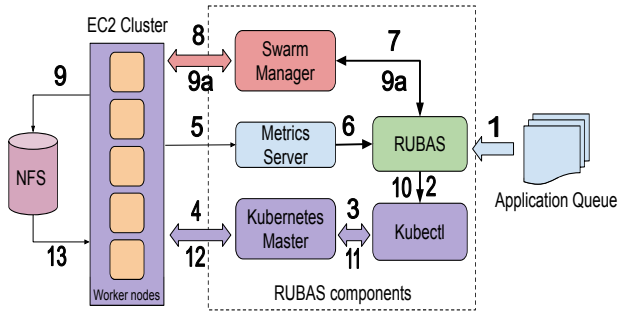 EC2 Cluster
8
7
Swarm
Manager
9
9a
9a
1
5
Metrics
Server
6
RUBAS
NFS
10
2
Application Queue
4
Kubernetes
Master
3
Kubectl
13
12
11
Worker nodes
RUBAS components